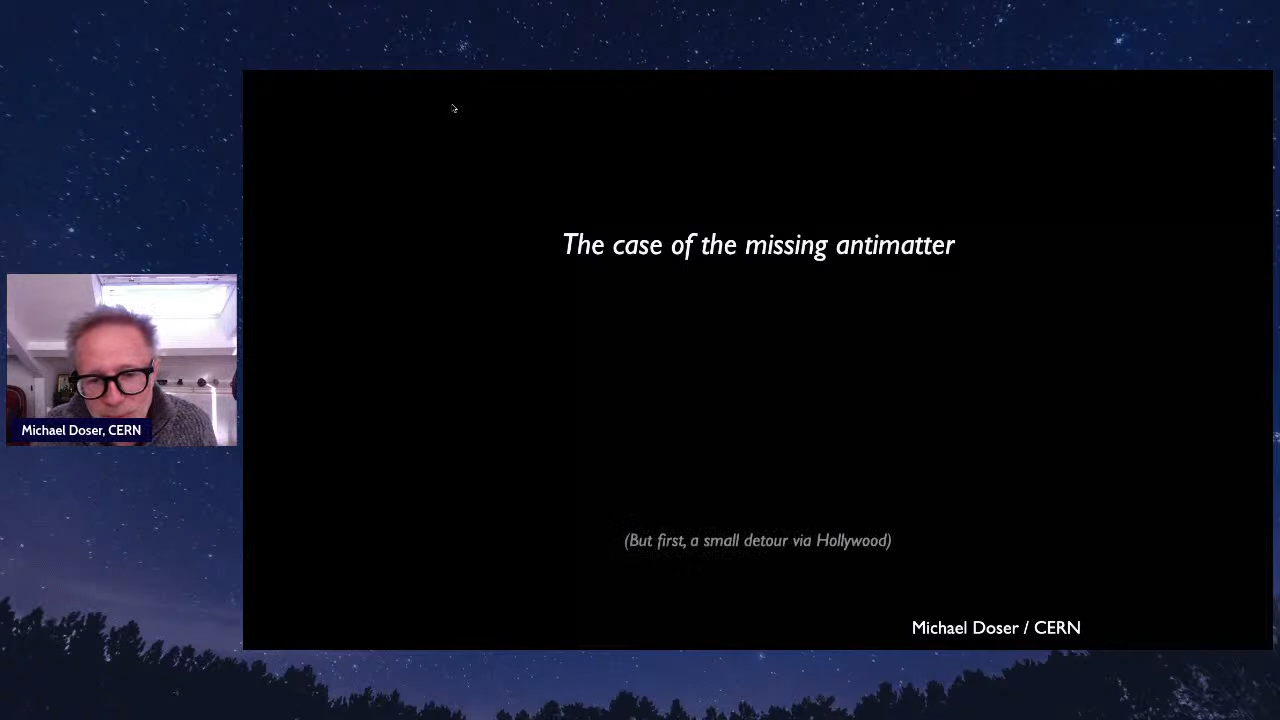 The case of the missing antimatter
Michael Doser, CERN
(But first, a small detour via Hollywood)
Michael Doser / CERN